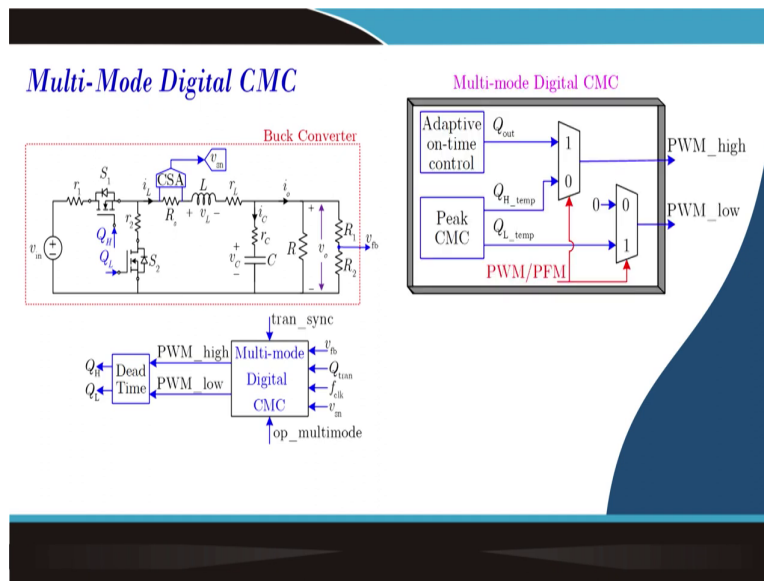 Multi-Mode Digital CMC
Buck Converter
v_m
CSA
S_1
r_1
i_L
L
r_L
i_o
R_s
+ v_L −
i_C
r_2
r_C
+
v_C
−
C
R
+
v_o
−
R_1
R_2
v_fb
v_in
Q_H
Q_L
S_2
tran_sync
PWM_high
PWM_low
Q_H
Q_L
Dead
Time
Multi-mode
Digital
CMC
v_fb
Q_tran
f_clk
v_m
op_multimode
Multi-mode Digital CMC
Adaptive
on-time
control
Q_out
1
0
PWM_high
Peak
CMC
Q_H_temp
Q_L_temp
0
0
1
PWM_low
PWM/PFM